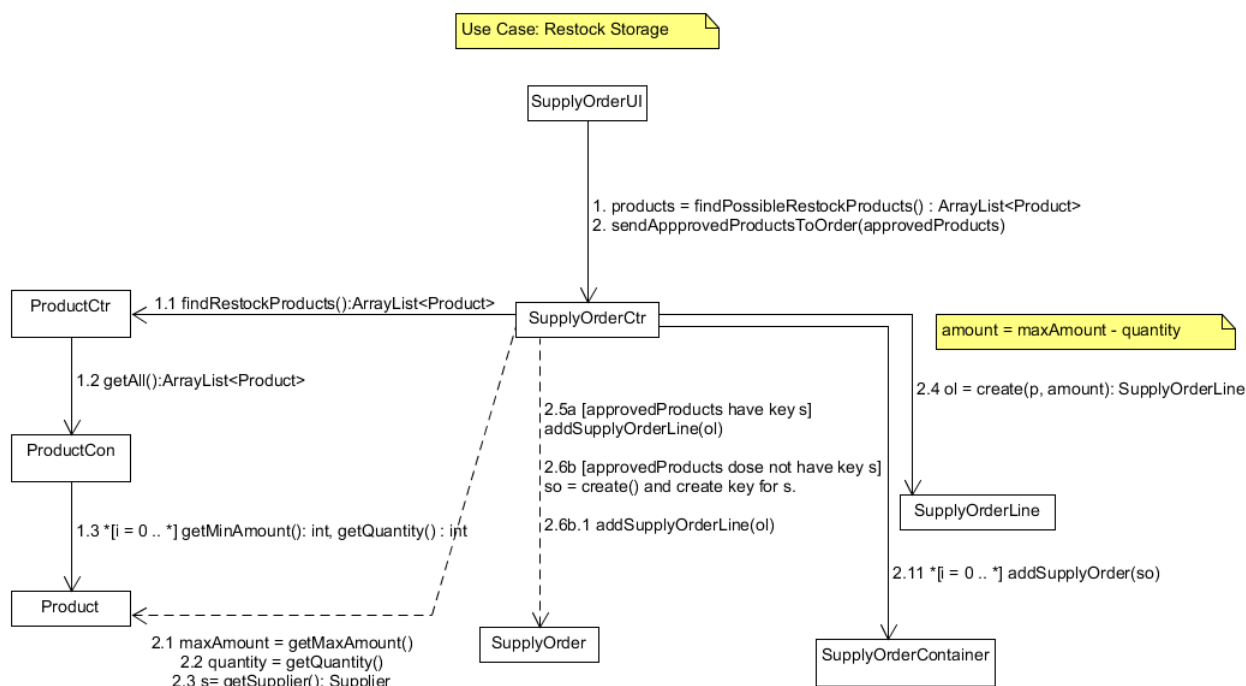 Use Case: Restock Storage
SupplyOrderUI
1. products = findPossibleRestockProducts() : ArrayList<Product>
2. sendAppprovedProductsToOrder(approvedProducts)
ProductCtr
1.1 findRestockProducts():ArrayList<Product>
SupplyOrderCtr
amount = maxAmount - quantity
1.2 getAll():ArrayList<Product>
2.4 ol = create(p, amount): SupplyOrderLine
2.5a [approvedProducts have key s]
addSupplyOrderLine(ol)
ProductCon
2.6b [approvedProducts dose not have key s]
so = create() and create key for s.
SupplyOrderLine
1.3 *[i = 0 .. *] getMinAmount(): int, getQuantity() : int
2.6b.1 addSupplyOrderLine(ol)
2.11 *[i = 0 .. *] addSupplyOrder(so)
Product
2.1 maxAmount = getMaxAmount()
2.2 quantity = getQuantity()
2.3 s= getSupplier(): Supplier
SupplyOrder
SupplyOrderContainer